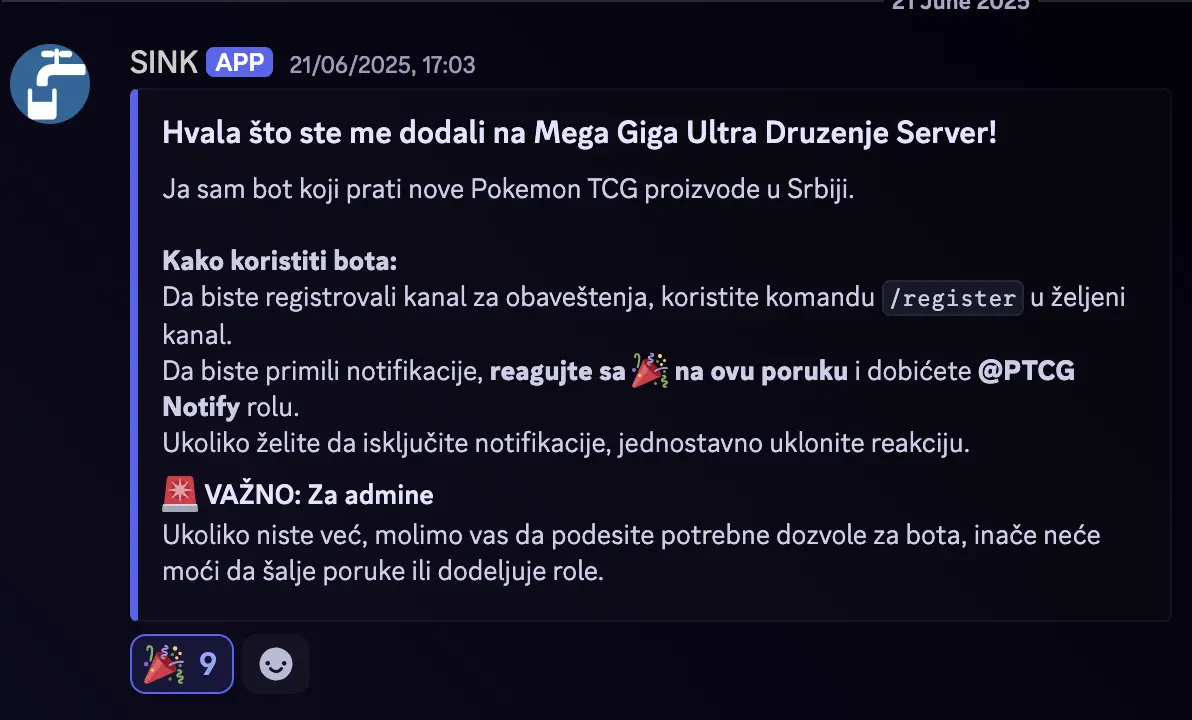 21 June 2025
SINK APP 21/06/2025, 17:03
Hvala što ste me dodali na Mega Giga Ultra Druzenje Server!
Ja sam bot koji prati nove Pokemon TCG proizvode u Srbiji.
Kako koristiti bota:
Da biste registrovali kanal za obaveštenja, koristite komandu /register u željeni
kanal.
Da biste primili notifikacije, reagujte sa 🎉 na ovu poruku i dobićete @PTCG
Notify rolu.
Ukoliko želite da isključite notifikacije, jednostavno uklonite reakciju.
🚨 VAŽNO: Za admine
Ukoliko niste već, molimo vas da podesite potrebne dozvole za bota, inače neće
moći da šalje poruke ili dodeljuje role.
🎉 9